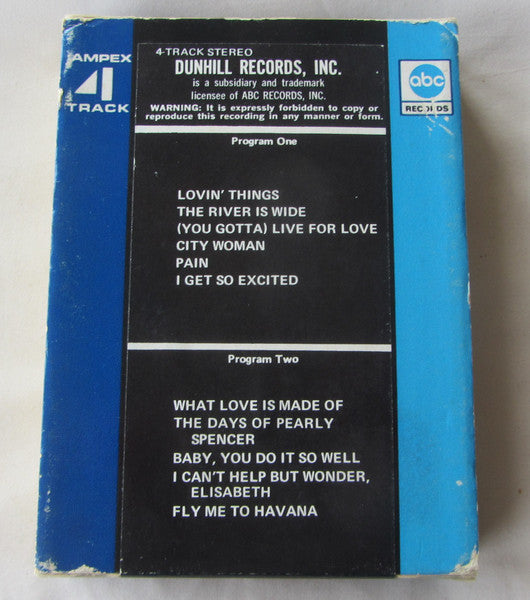 AMPEX
4
TRACK
4-TRACK STEREO
DUNHILL RECORDS, INC.
is a subsidiary and trademark
licensee of ABC RECORDS, INC.
WARNING: It is expressly forbidden to copy or
reproduce this recording in any manner or form.
abc
RECORDS
Program One
LOVIN' THINGS
THE RIVER IS WIDE
(YOU GOTTA) LIVE FOR LOVE
CITY WOMAN
PAIN
I GET SO EXCITED
Program Two
WHAT LOVE IS MADE OF
THE DAYS OF PEARLY
SPENCER
BABY, YOU DO IT SO WELL
I CAN'T HELP BUT WONDER,
ELISABETH
FLY ME TO HAVANA